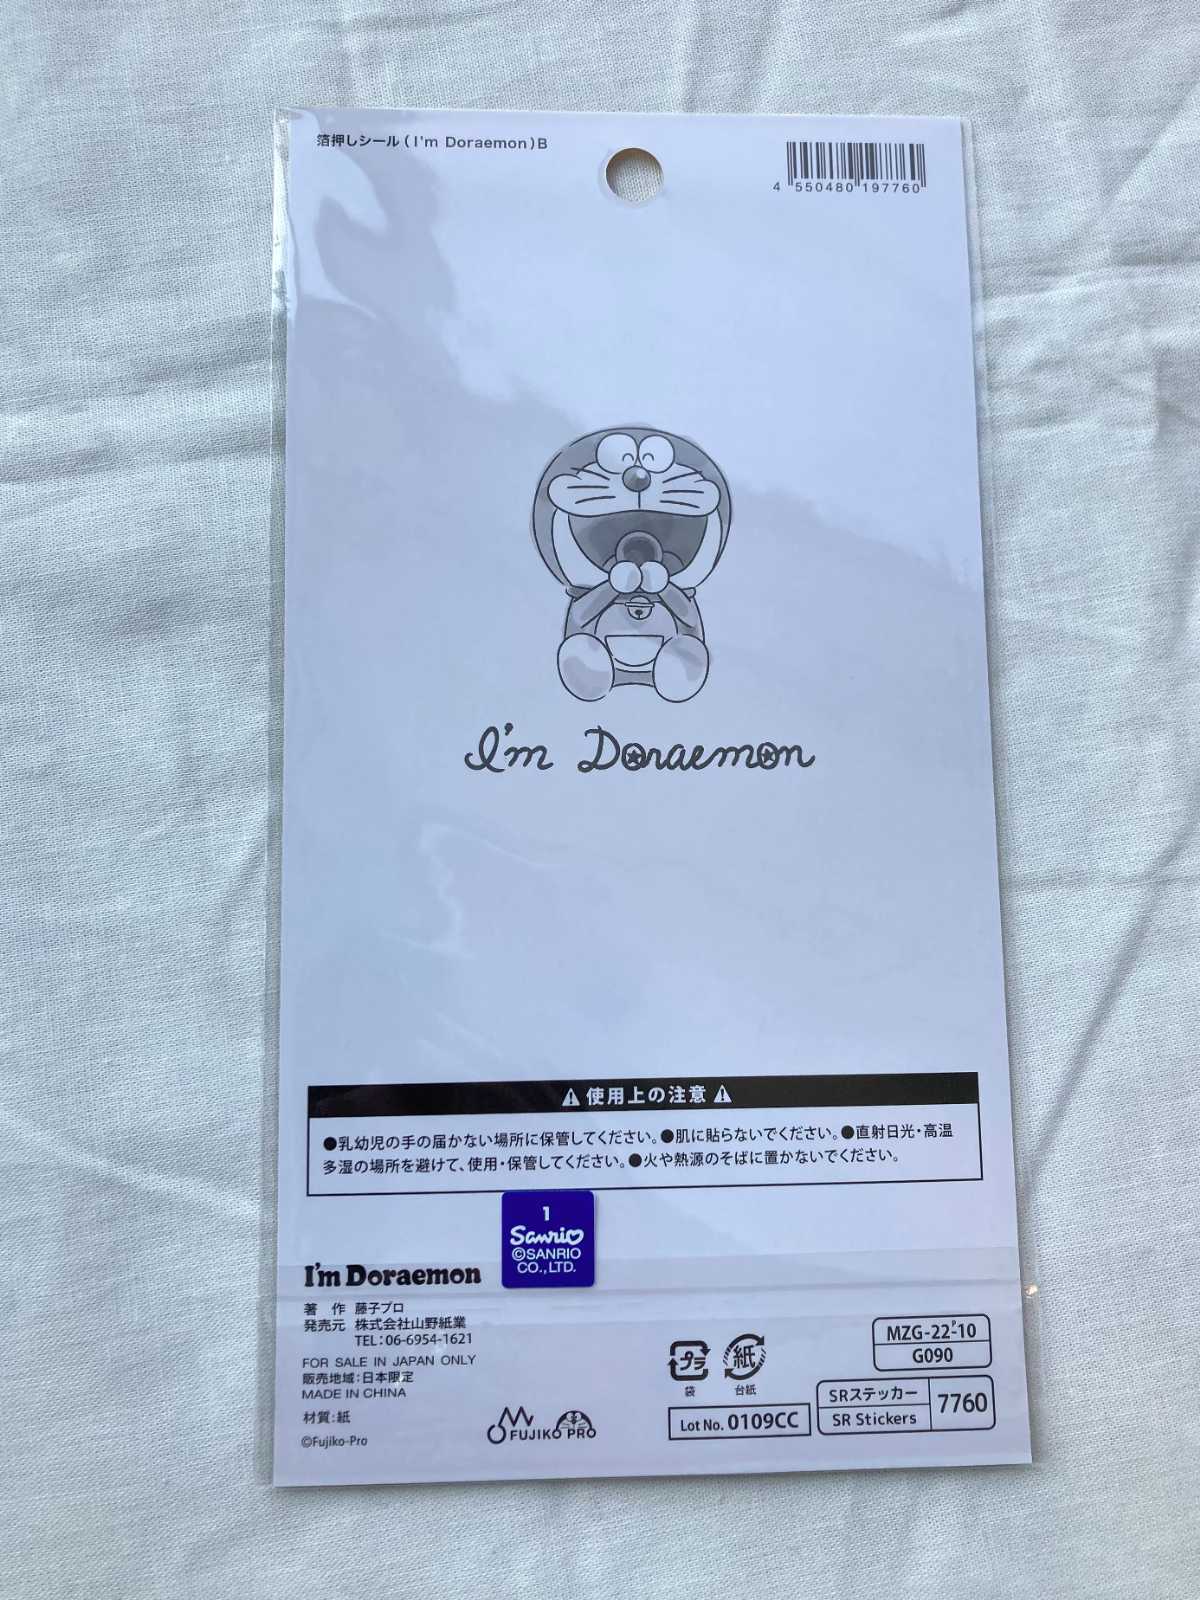 箔押しシール(I'm Doraemon)B
4 550480 197760
I'm Doraemon
⚠使用上の注意⚠
●乳幼児の手の届かない場所に保管してください。●肌に貼らないでください。●直射日光・高温
多湿の場所を避けて、使用・保管してください。●火や熱源のそばに置かないでください。
1
Sanrio
©SANRIO
CO.,LTD.
I'm Doraemon
著 作 藤子プロ
発売元 株式会社山野紙業
TEL:06-6954-1621
FOR SALE IN JAPAN ONLY
販売地域:日本限定
MADE IN CHINA
材質:紙
©Fujiko-Pro
FUJIKO PRO
プラ
袋
紙
台紙
Lot No. 0109CC
MZG-22-10
G090
SRステッカー
SR Stickers
7760